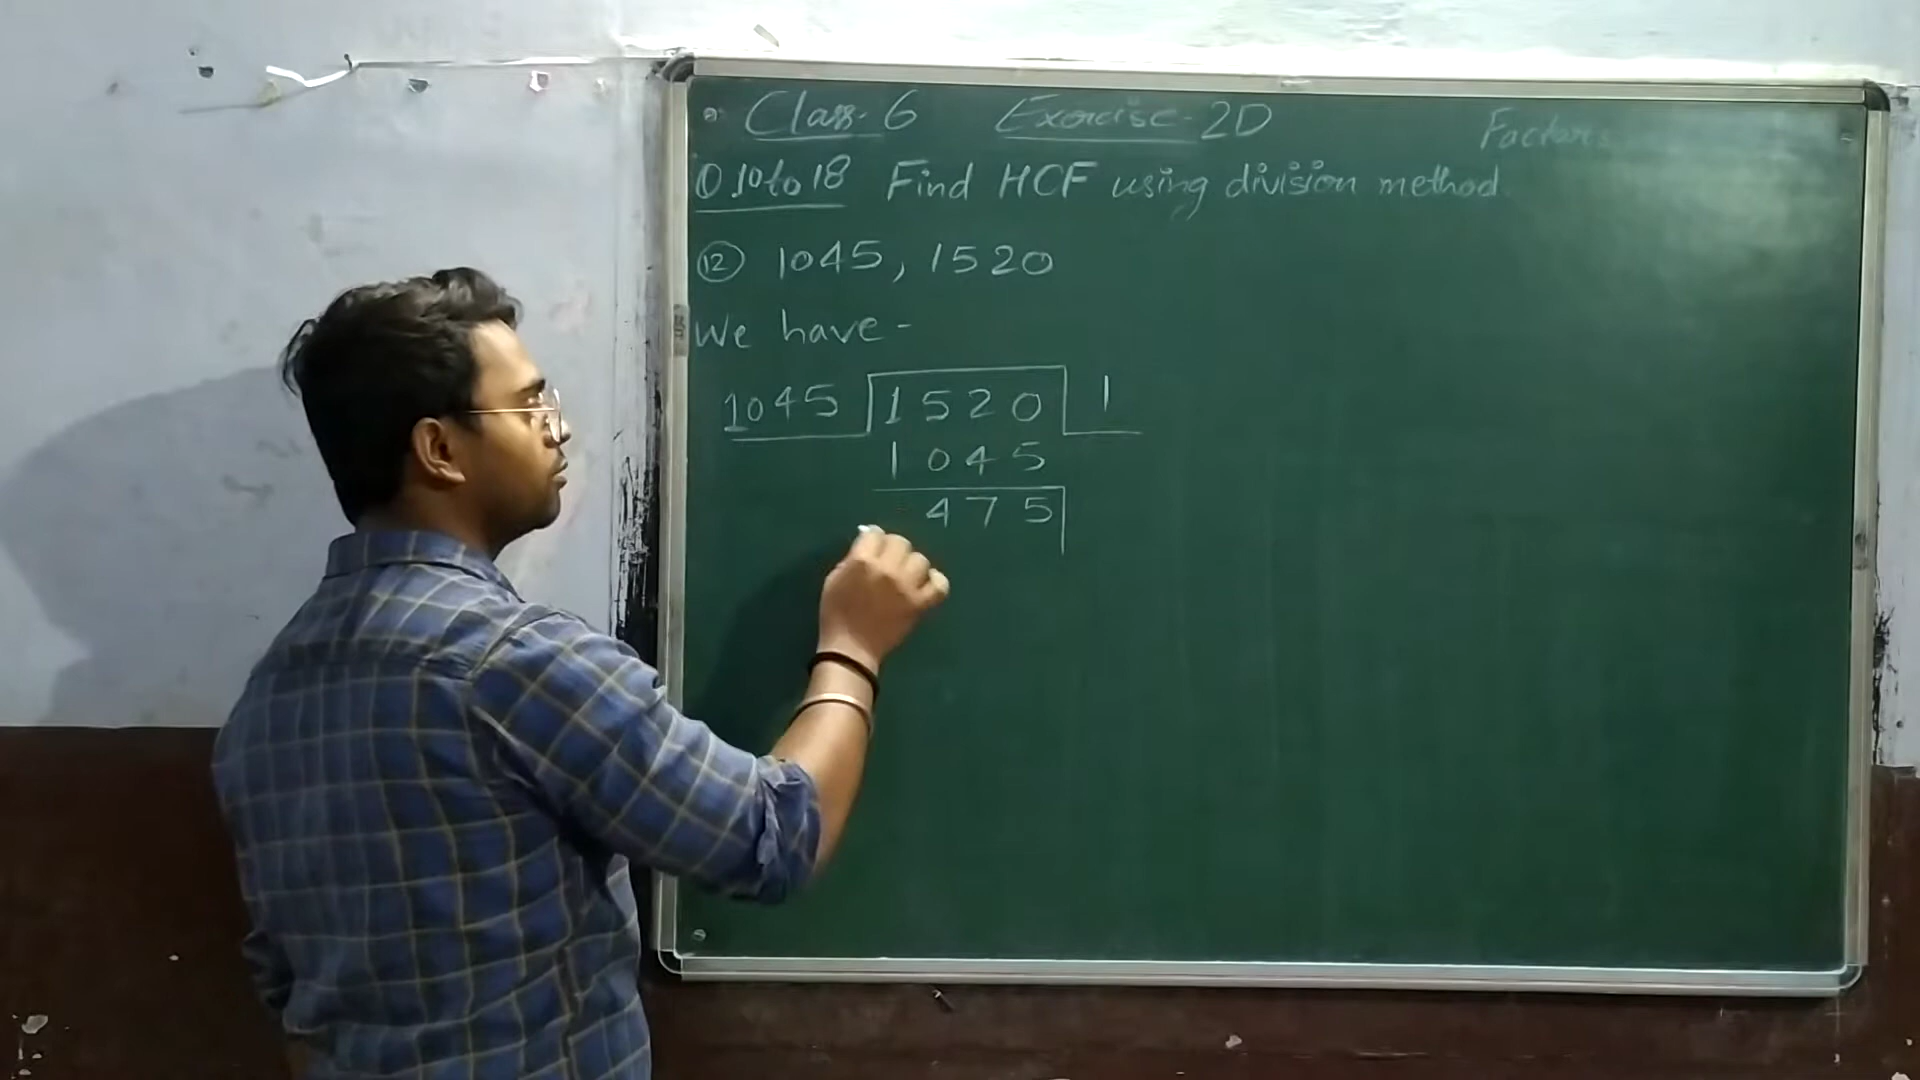 Class-6 Exercise-2D Factors
Q 10 to 18 Find HCF using division method.
12 1045, 1520
We have -
1045 1520 1
1045
475